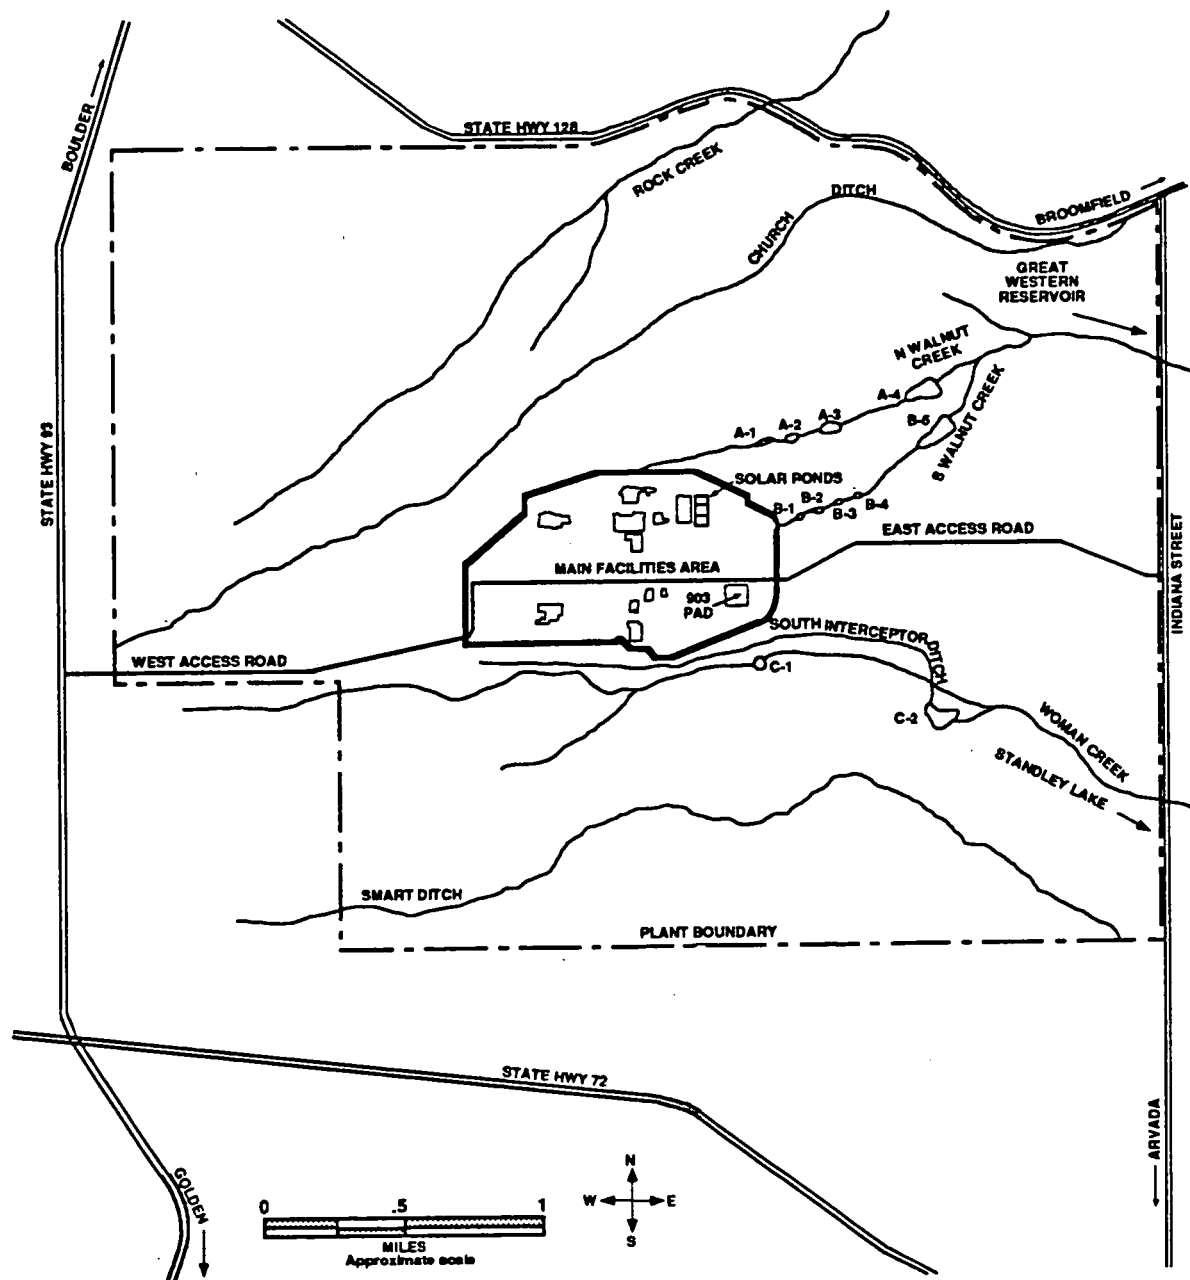 BOULDER
STATE HWY 128
ROCK CREEK
DITCH
CHURCH
BROOMFIELD
GREAT
WESTERN
RESERVOIR
N WALNUT
CREEK
A-4
A-3
A-2
A-1
B-5
S WALNUT CREEK
STATE HWY 93
SOLAR PONDS
B-2
B-1
B-4
B-3
EAST ACCESS ROAD
MAIN FACILITIES AREA
903
PAD
INDIANA STREET
SOUTH INTERCEPTOR
DITCH
WEST ACCESS ROAD
C-1
C-2
WOMAN CREEK
STANDLEY LAKE
SMART DITCH
PLANT BOUNDARY
STATE HWY 72
ARVADA
GOLDEN
N
W E
S
0 .5 1
MILES
Approximate scale